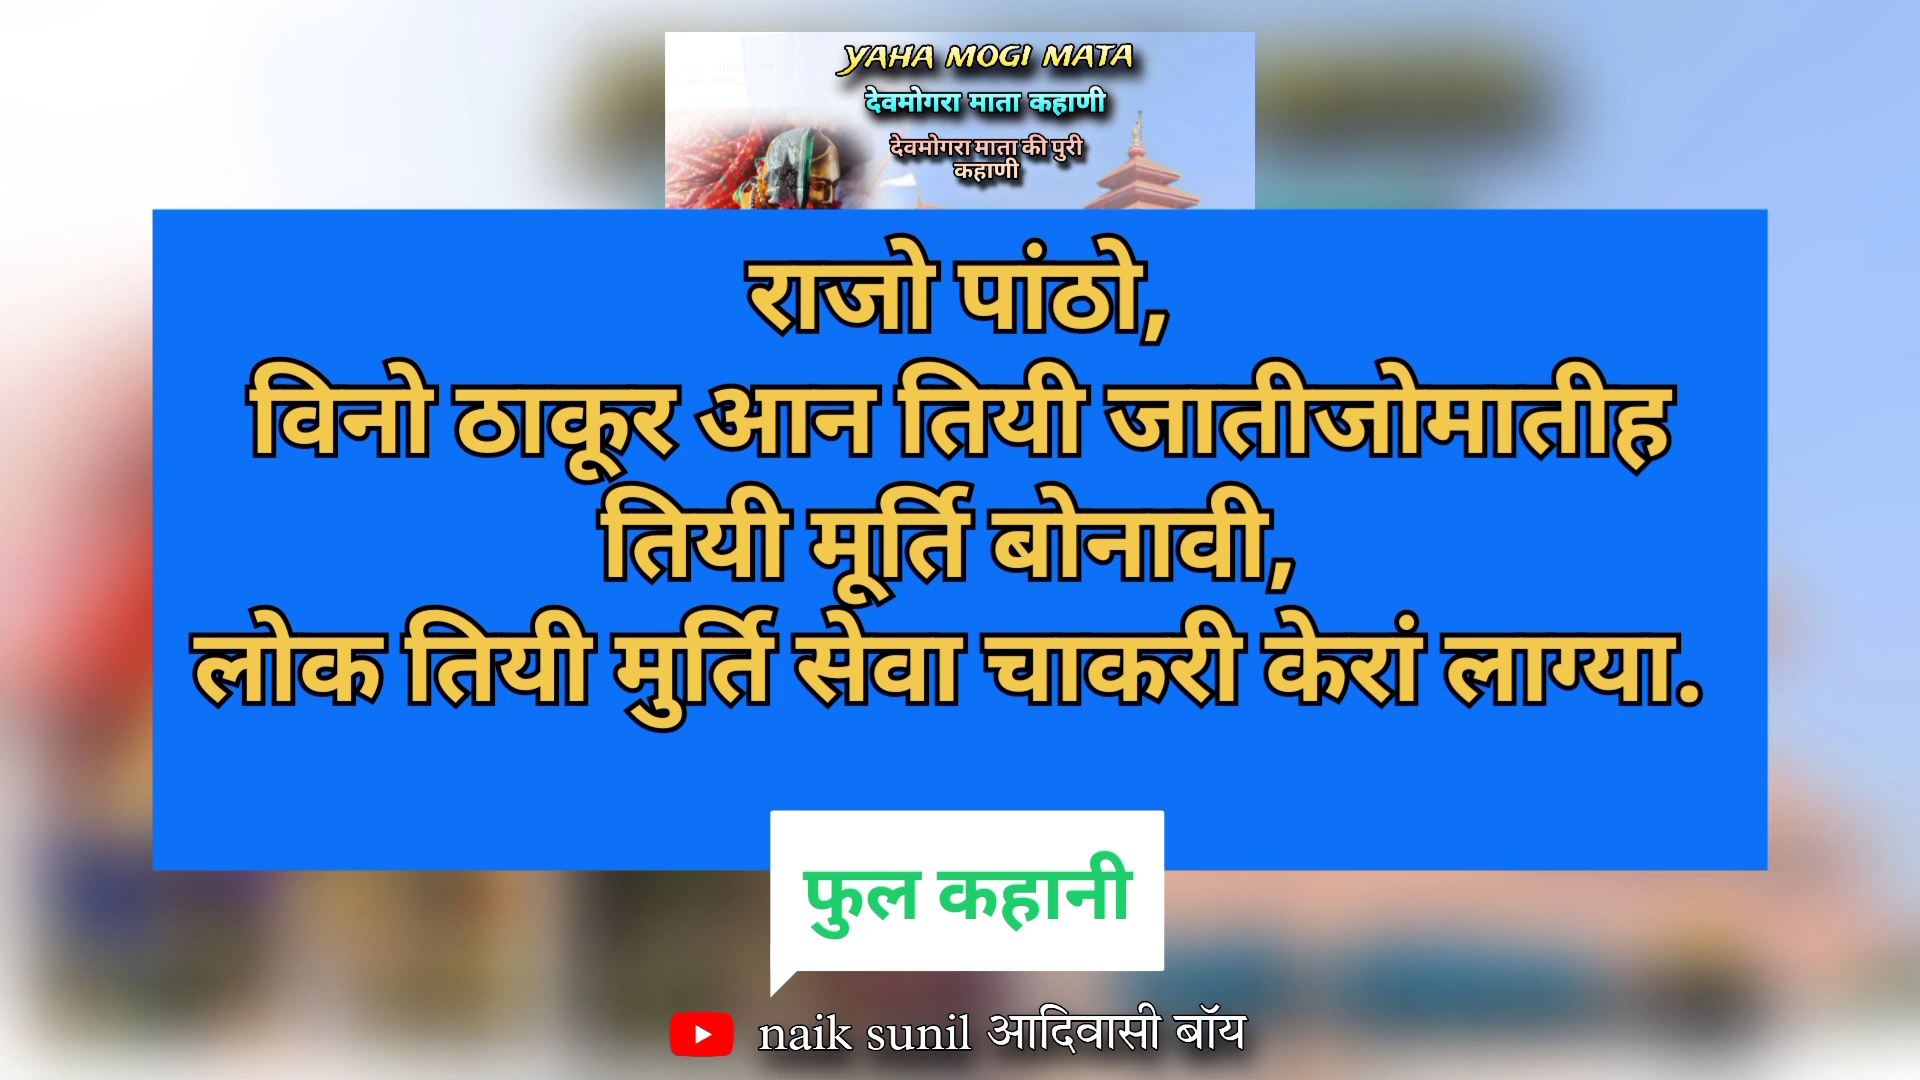 YAHA MOGI MATA
देवमोगरा माता कहाणी
देवमोगरा माता की पुरी
कहाणी
राजो पांठो,
विनो ठाकूर आन तियी जातीजोमातीह
तियी मूर्ति बोनावी,
लोक तियी मुर्ति सेवा चाकरी केरां लाग्या.
फुल कहानी
naik sunil आदिवासी बॉय